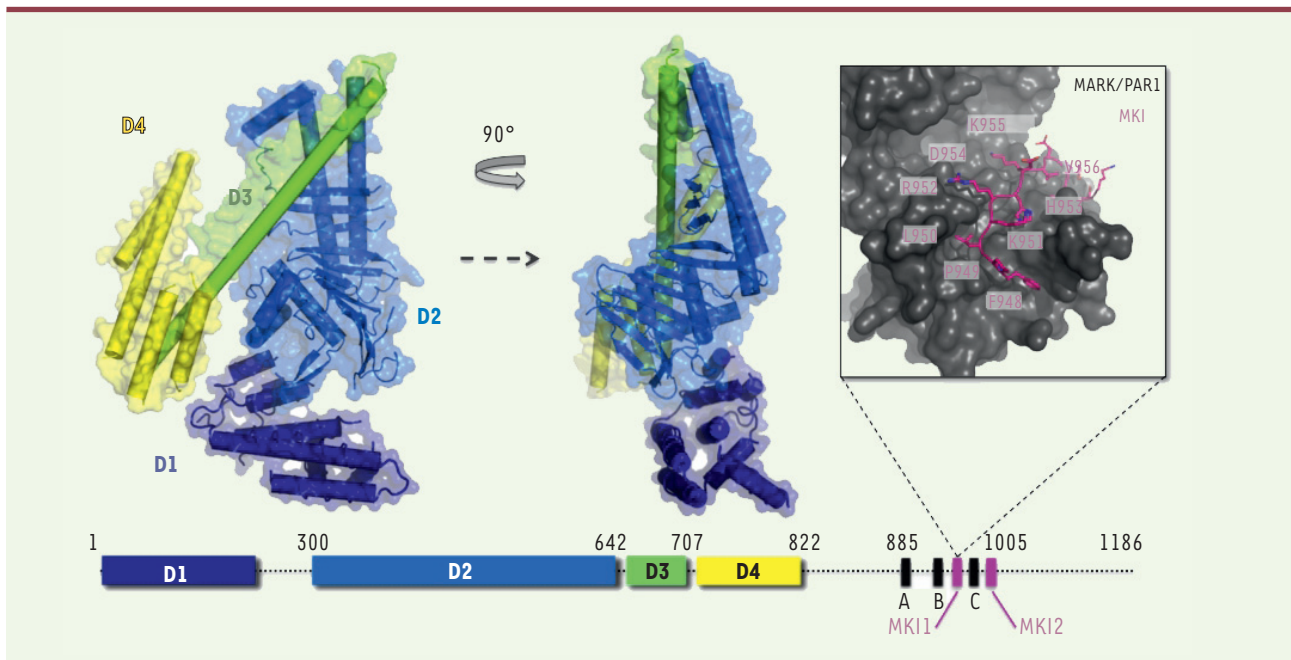 D4
D3
D2
D1
90°
MARK/PAR1
MKI
K955
D954
V956
R952
H953
L950
K951
P949
F948
1 300 642 707 822 885 1005 1186
D1 D2 D3 D4
A B C
MKI1 MKI2